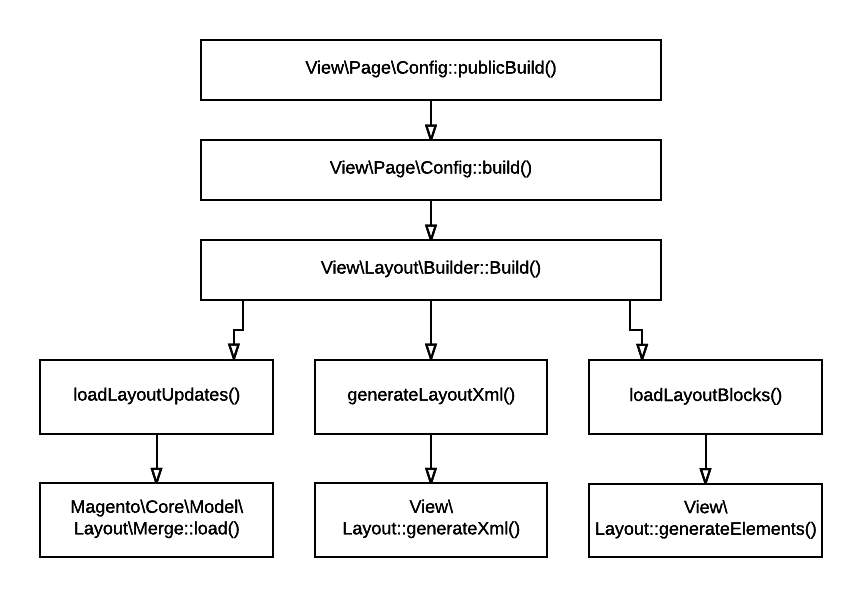 View\Page\Config::publicBuild()
View\Page\Config::build()
View\Layout\Builder::Build()
loadLayoutUpdates()
generateLayoutXml()
loadLayoutBlocks()
Magento\Core\Model\
Layout\Merge::load()
View\
Layout::generateXml()
View\
Layout::generateElements()